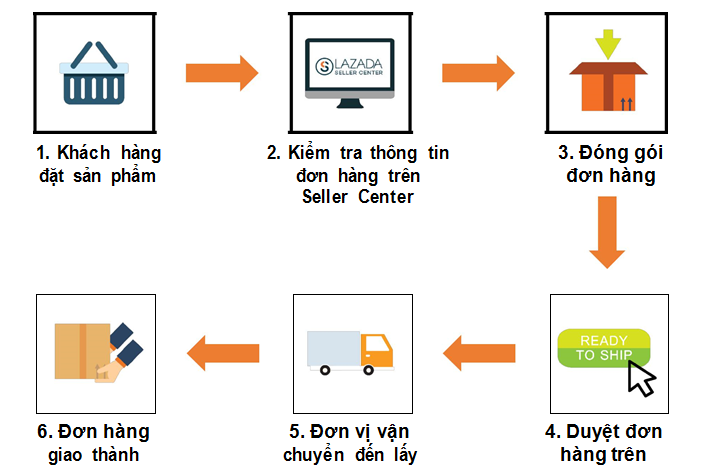 LAZADA
SELLER CENTER
1. Khách hàng
đặt sản phẩm
2. Kiểm tra thông tin
đơn hàng trên
Seller Center
3. Đóng gói
đơn hàng
READY
TO SHIP
4. Duyệt đơn
hàng trên
5. Đơn vị vận
chuyển đến lấy
6. Đơn hàng
giao thành